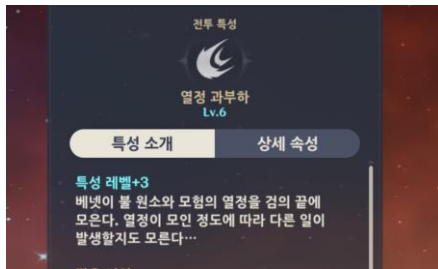 전투 특성
열정 과부하
Lv.6
특성 소개
상세 속성
특성 레벨+3
베넷이 불 원소와 모험의 열정을 검의 끝에
모은다. 열정이 모인 정도에 따라 다른 일이
발생할지도 모른다…